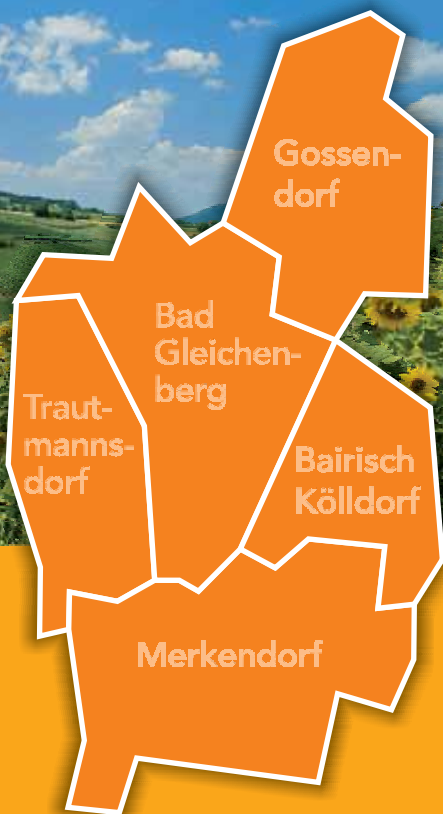 Gossen-
dorf
Bad
Gleichen-
berg
Traut-
manns-
dorf
Bairisch
Kölldorf
Merkendorf